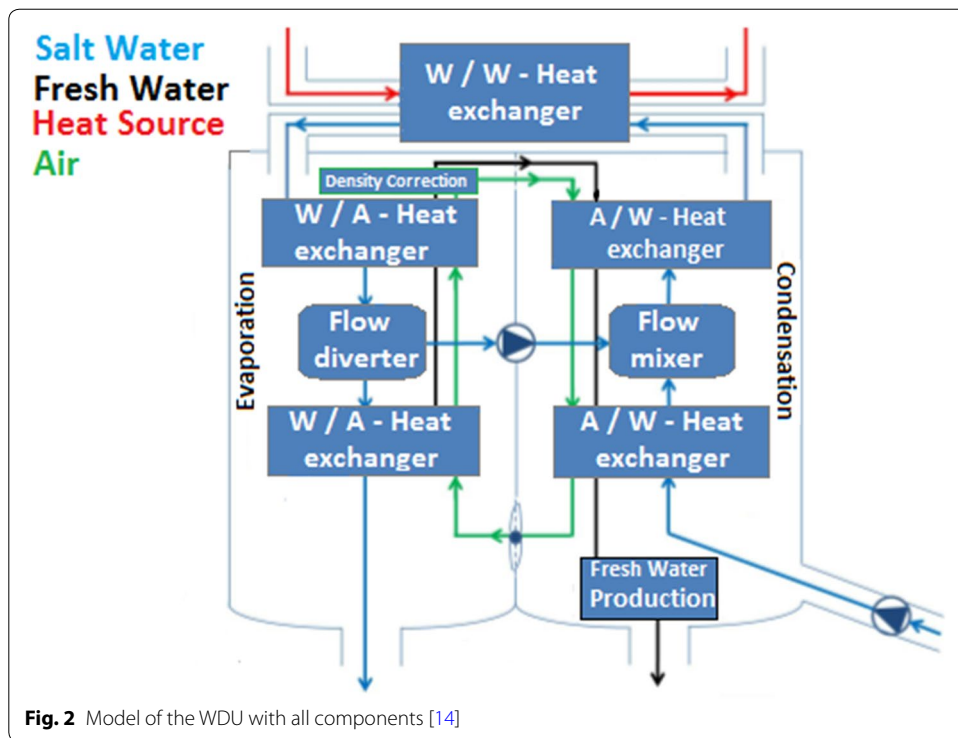 Salt Water
Fresh Water
Heat Source
Air
W / W - Heat
exchanger
Density Correction
W / A - Heat
exchanger
A / W - Heat
exchanger
Evaporation
Flow
diverter
Flow
mixer
Condensation
W / A - Heat
exchanger
A / W - Heat
exchanger
Fresh Water
Production
Fig. 2 Model of the WDU with all components [14]